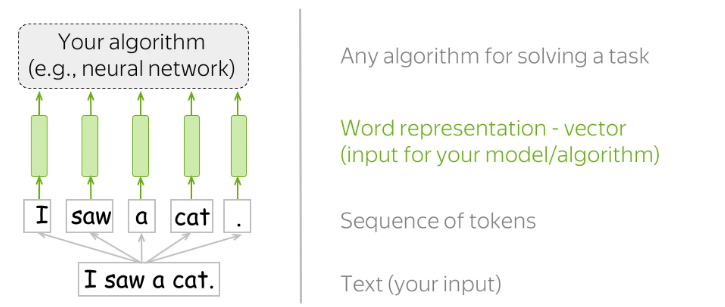 Your algorithm
(e.g., neural network)
Any algorithm for solving a task
Word representation - vector
(input for your model/algorithm)
I saw a cat .
Sequence of tokens
I saw a cat.
Text (your input)